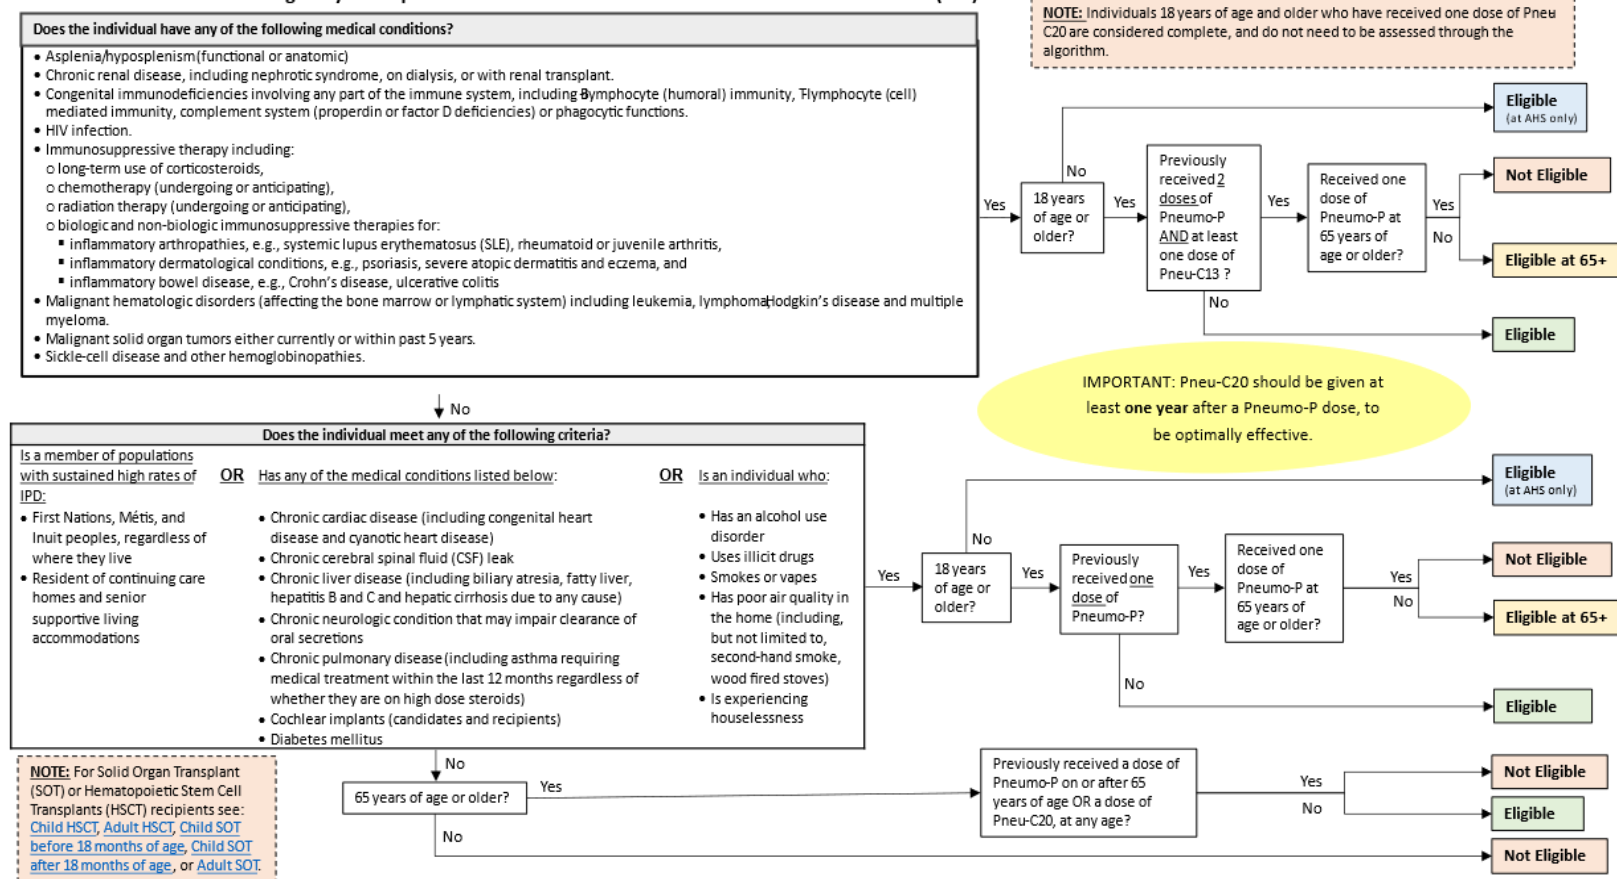 NOTE: Individuals 18 years of age and older who have received one dose of Pneu
C20 are considered complete, and do not need to be assessed through the
algorithm.
Does the individual have any of the following medical conditions?
• Asplenia/hyposplenism (functional or anatomic)
• Chronic renal disease, including nephrotic syndrome, on dialysis, or with renal transplant.
• Congenital immunodeficiencies involving any part of the immune system, including B-lymphocyte (humoral) immunity, T-lymphocyte (cell)
mediated immunity, complement system (properdin or factor D deficiencies) or phagocytic functions.
• HIV infection.
• Immunosuppressive therapy including:
o long-term use of corticosteroids,
o chemotherapy (undergoing or anticipating),
o radiation therapy (undergoing or anticipating),
o biologic and non-biologic immunosuppressive therapies for:
▪ inflammatory arthropathies, e.g., systemic lupus erythematosus (SLE), rheumatoid or juvenile arthritis,
▪ inflammatory dermatological conditions, e.g., psoriasis, severe atopic dermatitis and eczema, and
▪ inflammatory bowel disease, e.g., Crohn's disease, ulcerative colitis
• Malignant hematologic disorders (affecting the bone marrow or lymphatic system) including leukemia, lymphoma, Hodgkin's disease and multiple
myeloma.
• Malignant solid organ tumors either currently or within past 5 years.
• Sickle-cell disease and other hemoglobinopathies.
Yes
18 years
of age or
older?
No
Eligible
(at AHS only)
Yes
Previously
received 2
doses of
Pneumo-P
AND at least
one dose of
Pneu-C13 ?
Yes
Received one
dose of
Pneumo-P at
65 years of
age or older?
Yes
No
Not Eligible
Eligible at 65+
No
Eligible
IMPORTANT: Pneu-C20 should be given at
least one year after a Pneumo-P dose, to
be optimally effective.
No
Does the individual meet any of the following criteria?
Is a member of populations
with sustained high rates of
IPD:
• First Nations, Métis, and
Inuit peoples, regardless of
where they live
• Resident of continuing care
homes and senior
supportive living
accommodations
OR
Has any of the medical conditions listed below:
• Chronic cardiac disease (including congenital heart
disease and cyanotic heart disease)
• Chronic cerebral spinal fluid (CSF) leak
• Chronic liver disease (including biliary atresia, fatty liver,
hepatitis B and C and hepatic cirrhosis due to any cause)
• Chronic neurologic condition that may impair clearance of
oral secretions
• Chronic pulmonary disease (including asthma requiring
medical treatment within the last 12 months regardless of
whether they are on high dose steroids)
• Cochlear implants (candidates and recipients)
• Diabetes mellitus
OR
Is an individual who:
• Has an alcohol use
disorder
• Uses illicit drugs
• Smokes or vapes
• Has poor air quality in
the home (including,
but not limited to,
second-hand smoke,
wood fired stoves)
• Is experiencing
houselessness
Yes
18 years
of age or
older?
No
Eligible
(at AHS only)
Yes
Previously
received one
dose of
Pneumo-P?
Yes
Received one
dose of
Pneumo-P at
65 years of
age or older?
Yes
No
Not Eligible
Eligible at 65+
No
Eligible
No
65 years of age or older?
Yes
Previously received a dose of
Pneumo-P on or after 65
years of age OR a dose of
Pneu-C20, at any age?
Yes
No
Not Eligible
Eligible
No
Not Eligible
NOTE: For Solid Organ Transplant
(SOT) or Hematopoietic Stem Cell
Transplants (HSCT) recipients see:
Child HSCT, Adult HSCT, Child SOT
before 18 months of age, Child SOT
after 18 months of age, or Adult SOT.